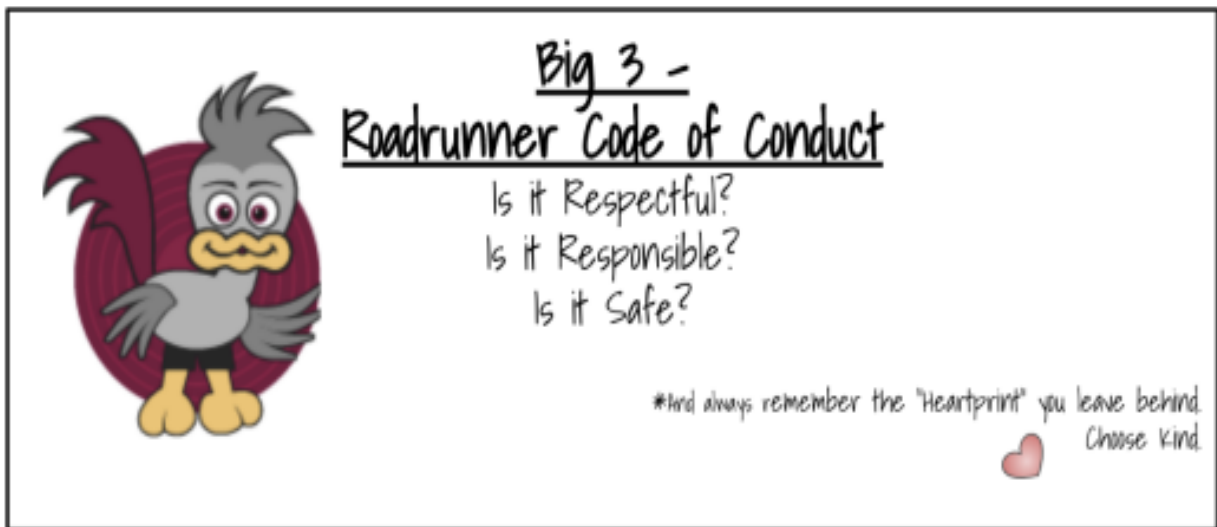 Big 3 -
Roadrunner Code of Conduct
Is it Respectful?
Is it Responsible?
Is it Safe?
*And always remember the "Heartprint" you leave behind.
Choose Kind.